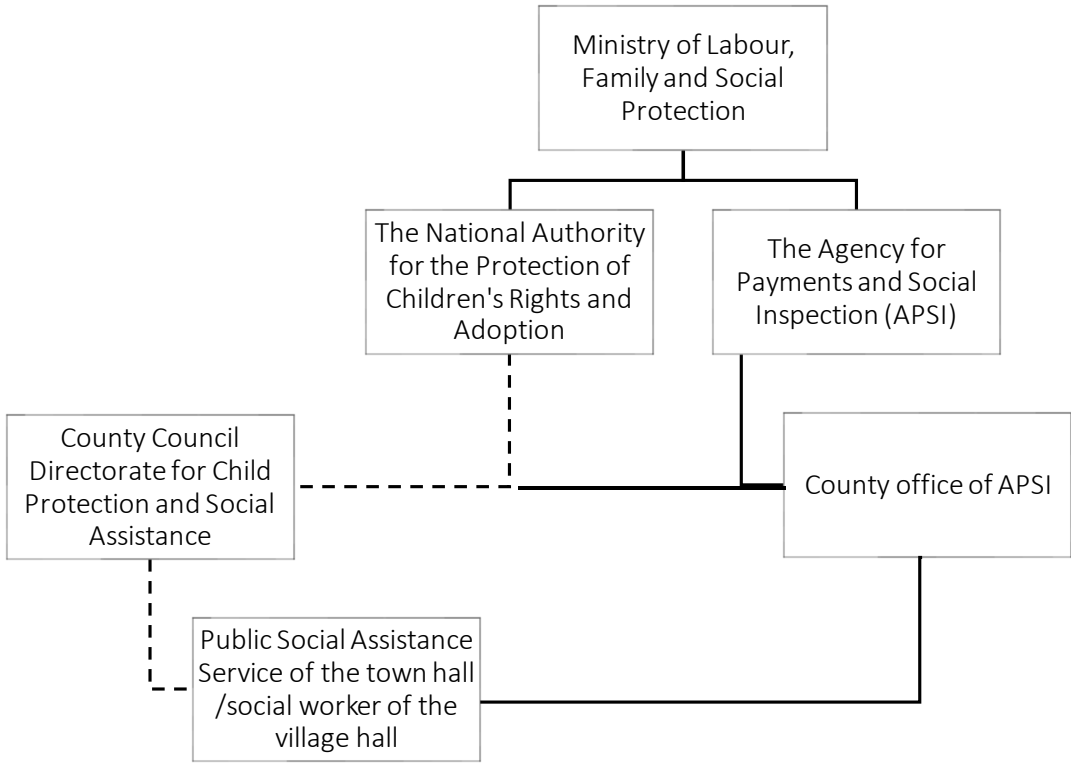 Ministry of Labour,
Family and Social
Protection
The National Authority
for the Protection of
Children's Rights and
Adoption
The Agency for
Payments and Social
Inspection (APSI)
County Council
Directorate for Child
Protection and Social
Assistance
County office of APSI
Public Social Assistance
Service of the town hall
/social worker of the
village hall